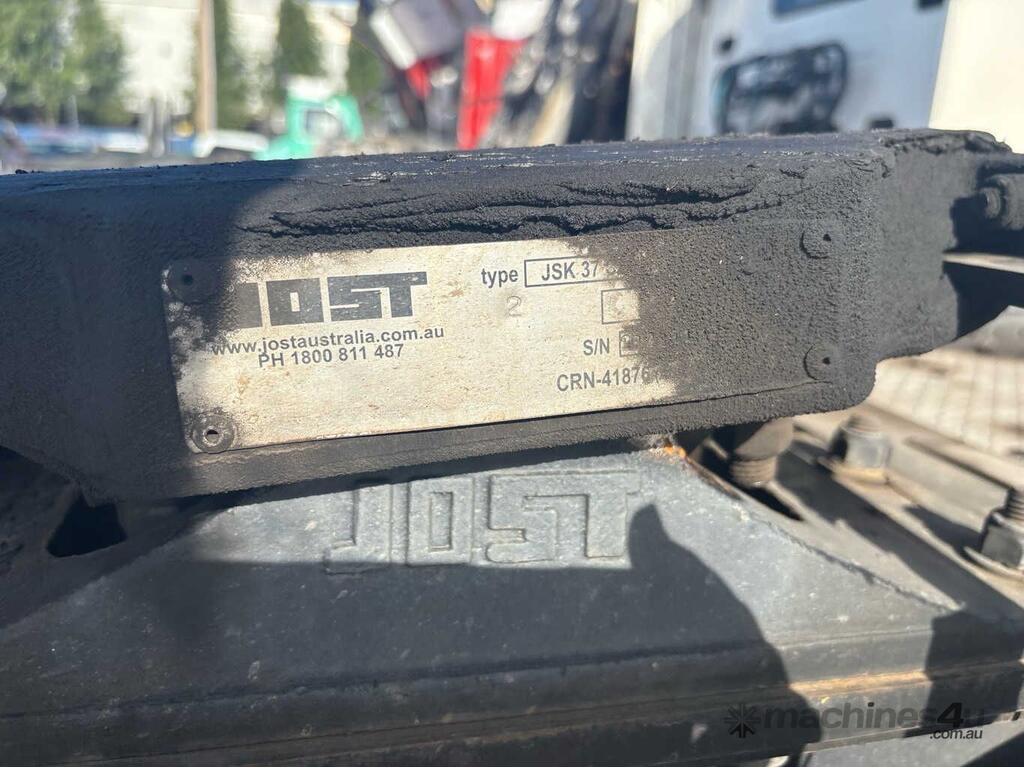 JOST
type JSK 37
www.jostaustralia.com.au
2
PH 1800 811 487
S/N
CRN-41876
JOST
machines4u
.com.au